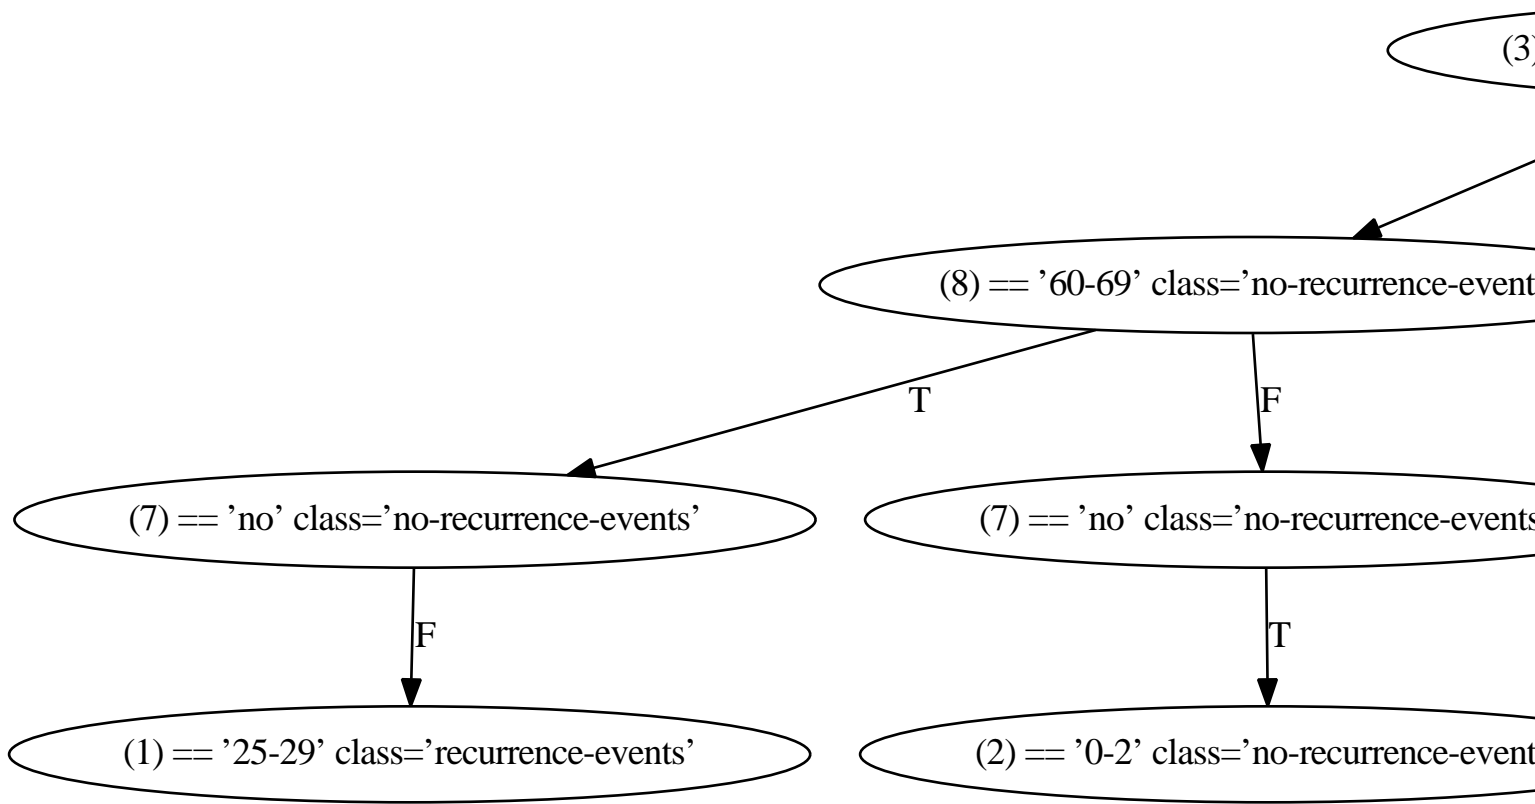 (3)
(8) == ’60-69’ class=’no-recurrence-event
T
F
(7) == ’no’ class=’no-recurrence-events’
(7) == ’no’ class=’no-recurrence-events
F
T
(1) == ’25-29’ class=’recurrence-events’
(2) == ’0-2’ class=’no-recurrence-event